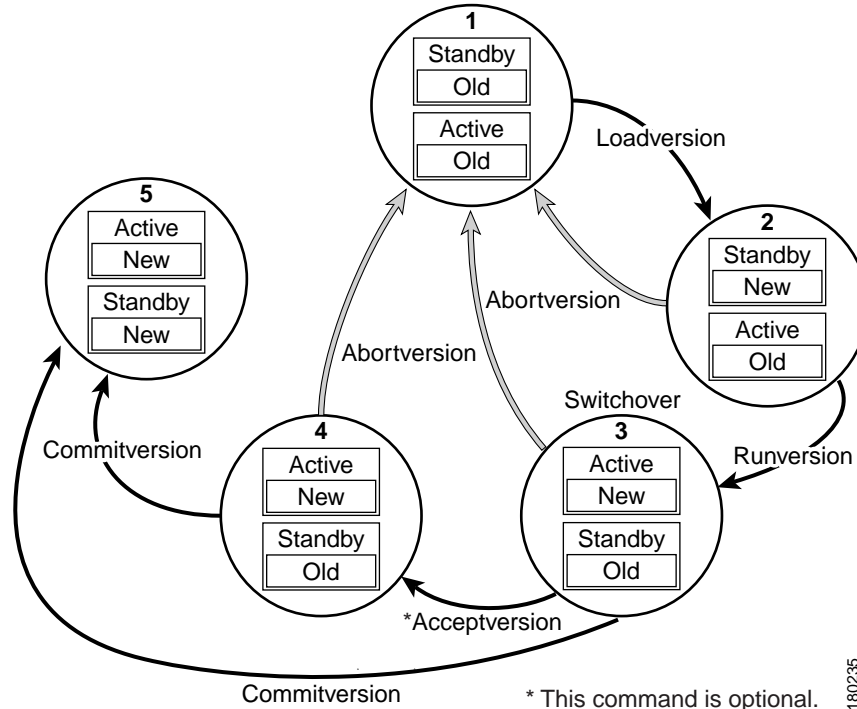 1
Standby
Old
Active
Old
Loadversion
5
Active
New
Standby
New
2
Standby
New
Active
Old
Abortversion
Abortversion
Switchover
Commitversion
4
Active
New
Standby
Old
3
Active
New
Standby
Old
Runversion
*Acceptversion
Commitversion
* This command is optional.
180235